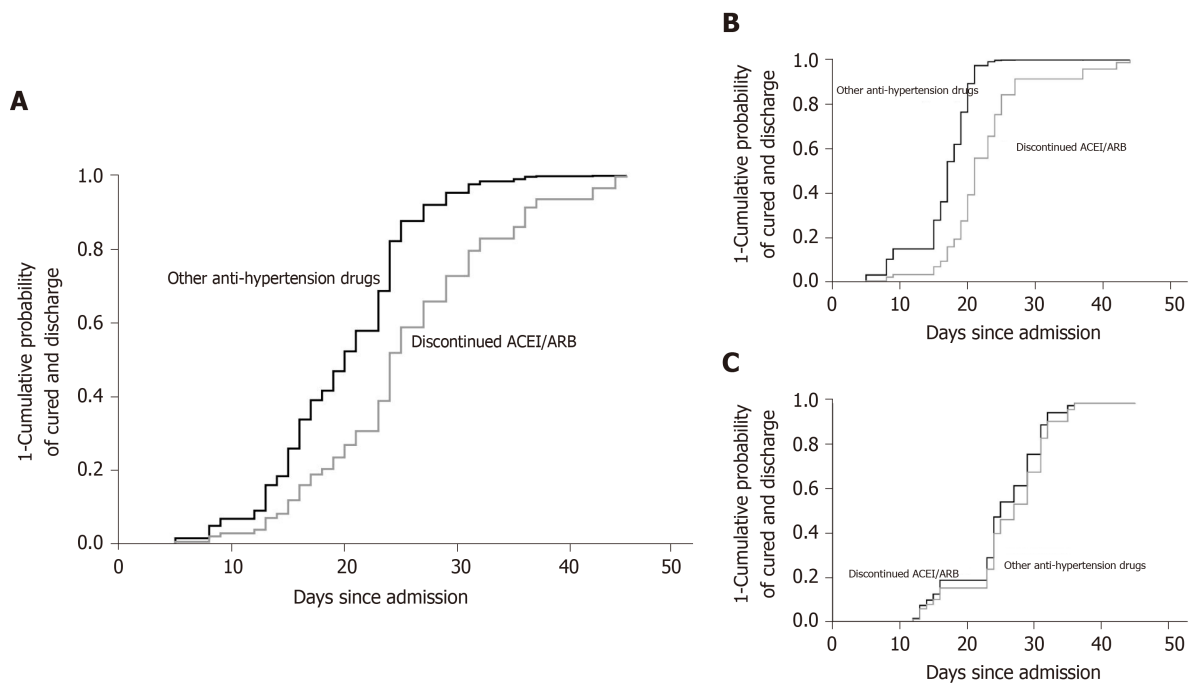 A
1-Cumulative probability
of cured and discharge
1.0
0.8
0.6
0.4
0.2
0.0
Other anti-hypertension drugs
Discontinued ACEI/ARB
0 10 20 30 40 50
Days since admission
B
1-Cumulative probability
of cured and discharge
1.0
0.8
0.6
0.4
0.2
0.0
Other anti-hypertension drugs
Discontinued ACEI/ARB
0 10 20 30 40 50
Days since admission
C
1-Cumulative probability
of cured and discharge
1.0
0.8
0.6
0.4
0.2
0.0
Discontinued ACEI/ARB
Other anti-hypertension drugs
0 10 20 30 40 50
Days since admission